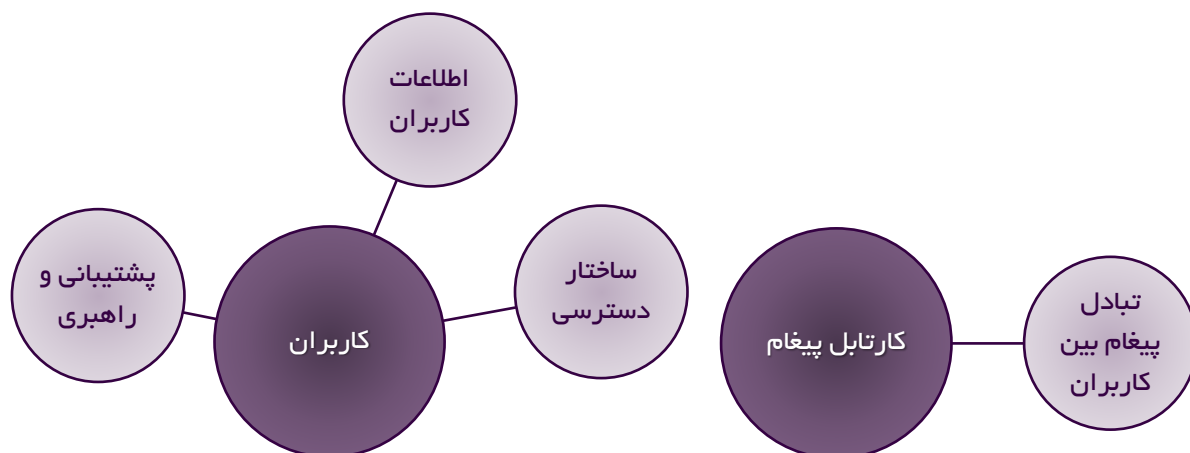 اطلاعات
کاربران
پشتیبانی و
راهبری
ساختار
دسترسی
کاربران
کارتابل پیغام
تبادل
پیغام بین
کاربران